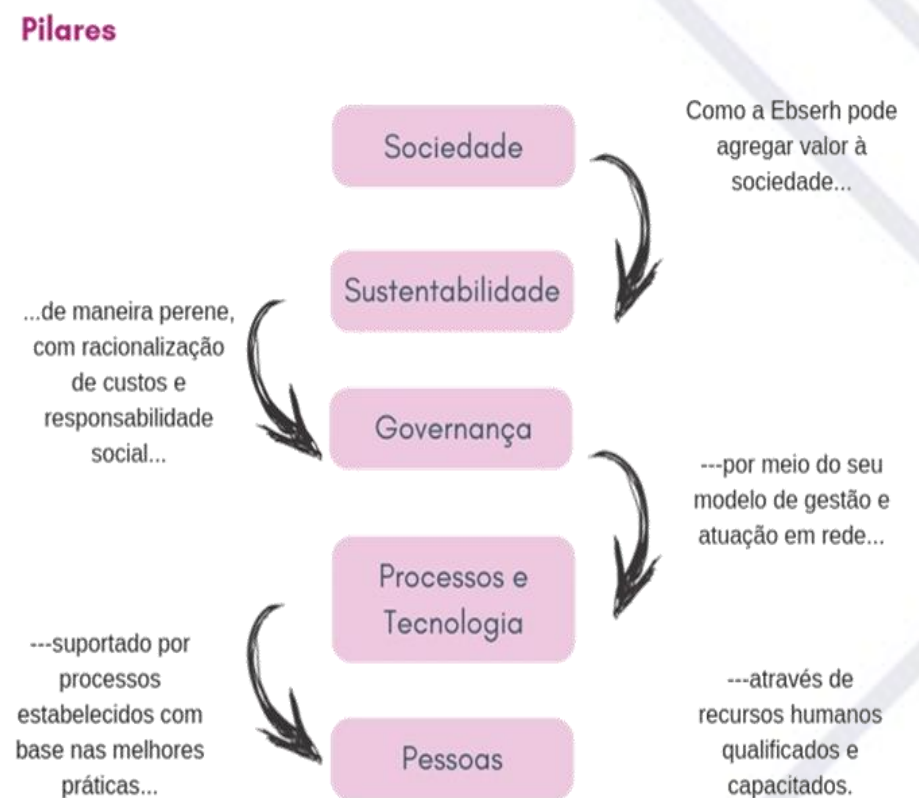 Pilares
Sociedade
Como a Ebserh pode
agregar valor à
sociedade...
Sustentabilidade
...de maneira perene,
com racionalização
de custos e
responsabilidade
social...
Governança
---por meio do seu
modelo de gestão e
atuação em rede...
Processos e
Tecnologia
---suportado por
processos
estabelecidos com
base nas melhores
práticas...
Pessoas
---através de
recursos humanos
qualificados e
capacitados.